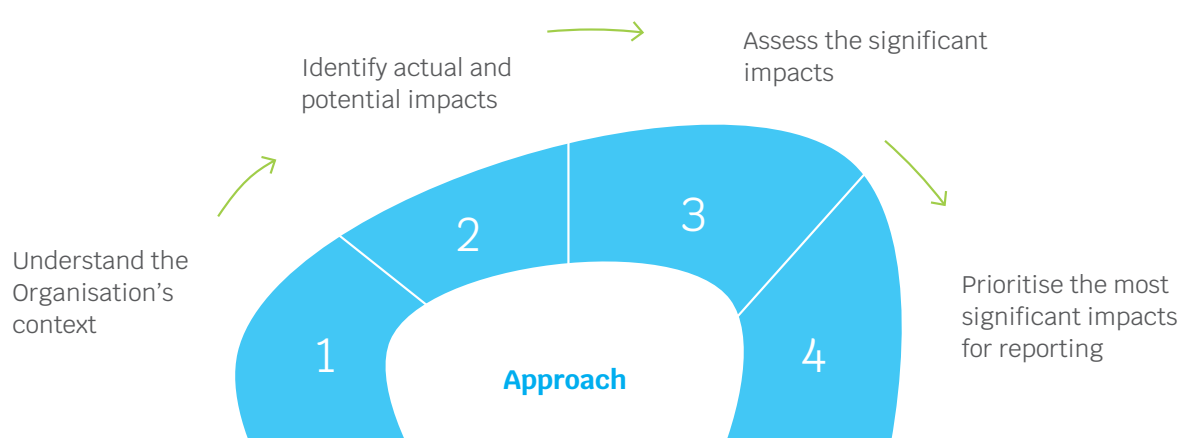 Understand the
Organisation’s
context
1
Identify actual and
potential impacts
2
Assess the significant
impacts
3
Prioritise the most
significant impacts
for reporting
4
Approach